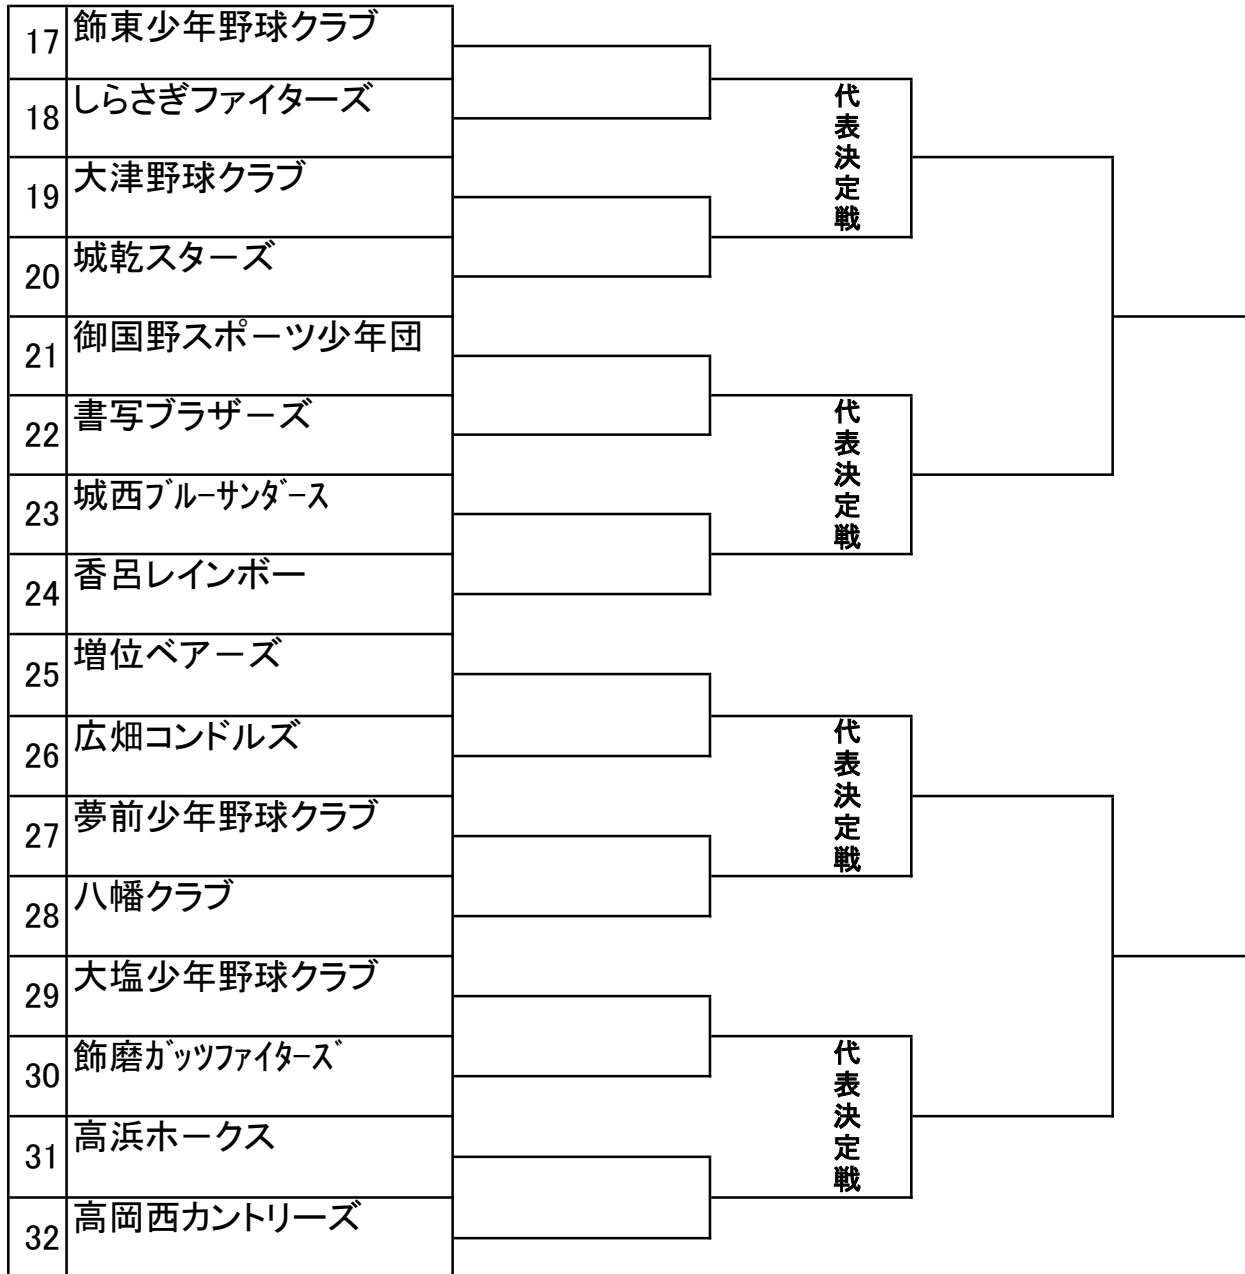 17 飾東少年野球クラブ
18 しらさぎファイターズ
代表決定戦
19 大津野球クラブ
20 城乾スターズ
21 御国野スポーツ少年団
22 書写ブラザーズ
代表決定戦
23 城西ﾌﾞﾙｰｻﾝﾀﾞｰｽ
24 香呂レインボー
25 増位ベアーズ
26 広畑コンドルズ
代表決定戦
27 夢前少年野球クラブ
28 八幡クラブ
29 大塩少年野球クラブ
30 飾磨ｶﾞｯﾂﾌｧｲﾀｰｽﾞ
代表決定戦
31 高浜ホークス
32 高岡西カントリーズ